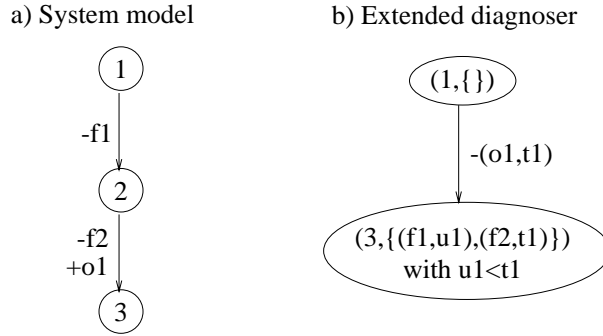 a) System model
1
-f1
2
-f2
+o1
3
b) Extended diagnoser
(1,{})
-(o1,t1)
(3,{(f1,u1),(f2,t1)})
with u1<t1